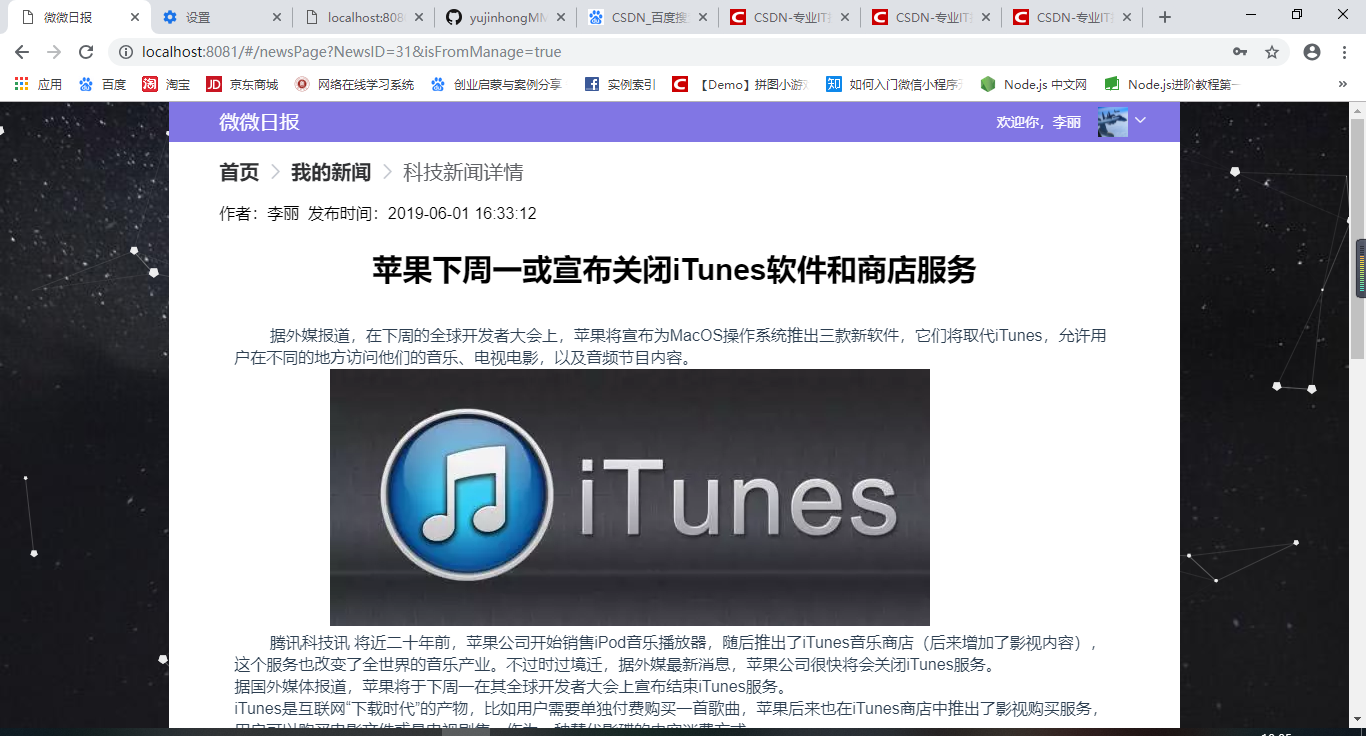 微微日报
设置
localhost:808
yujinhongMM
CSDN_百度搜
CSDN-专业IT技
CSDN-专业IT技
CSDN-专业IT技
localhost:8081/#/newsPage?NewsID=31&isFromManage=true
应用
百度
淘宝
京东商城
网络在线学习系统
创业启蒙与案例分享
实例索引
【Demo】拼图小游
如何入门微信小程序
Node.js 中文网
Node.js进阶教程第一
微微日报
欢迎你，李丽
首页 > 我的新闻 > 科技新闻详情
作者：李丽 发布时间：2019-06-01 16:33:12
苹果下周一或宣布关闭iTunes软件和商店服务
据外媒报道，在下周的全球开发者大会上，苹果将宣布为MacOS操作系统推出三款新软件，它们将取代iTunes，允许用
户在不同的地方访问他们的音乐、电视电影，以及音频节目内容。
iTunes
腾讯科技讯 将近二十年前，苹果公司开始销售iPod音乐播放器，随后推出了iTunes音乐商店（后来增加了影视内容），
这个服务也改变了全世界的音乐产业。不过时过境迁，据外媒最新消息，苹果公司很快将会关闭iTunes服务。
据国外媒体报道，苹果将于下周一在其全球开发者大会上宣布结束iTunes服务。
iTunes是互联网“下载时代”的产物，比如用户需要单独付费购买一首歌曲，苹果后来也在iTunes商店中推出了影视购买服务，